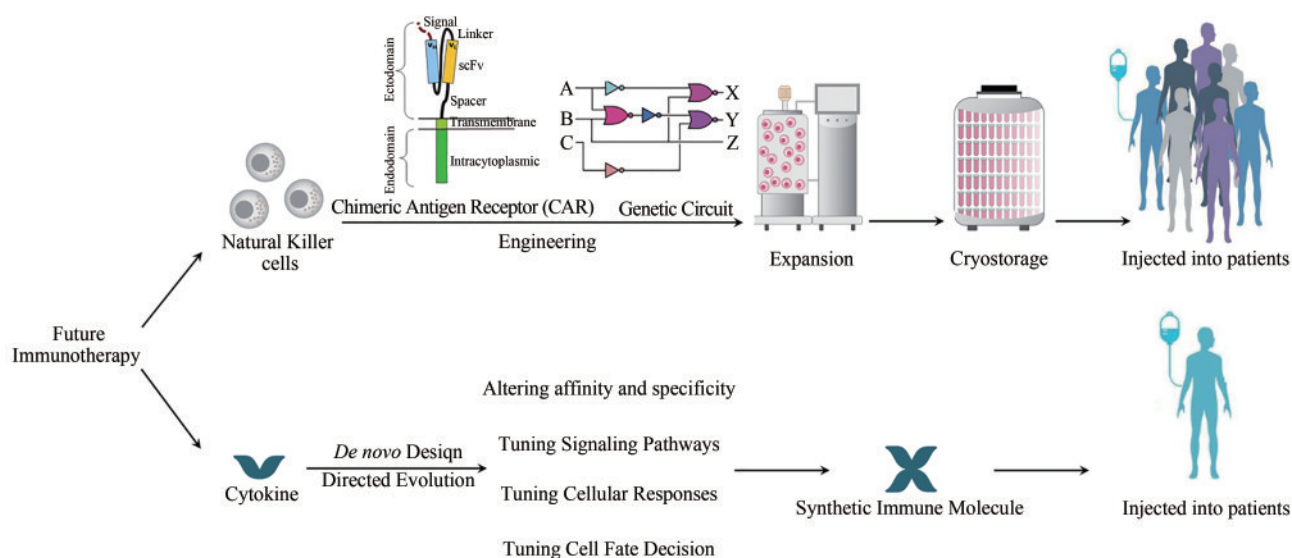 Signal
Linker
V_H
V_L
scFv
Ectodomain
Spacer
Transmembrane
Endodomain
Intracytoplasmic
A
B
C
X
Y
Z
Natural Killer
cells
Chimeric Antigen Receptor (CAR)
Genetic Circuit
Engineering
Expansion
Cryostorage
Injected into patients
Future
Immunotherapy
Cytokine
De novo Desiqn
Directed Evolution
Altering affinity and specificity
Tuning Signaling Pathways
Tuning Cellular Responses
Tuning Cell Fate Decision
Synthetic Immune Molecule
Injected into patients